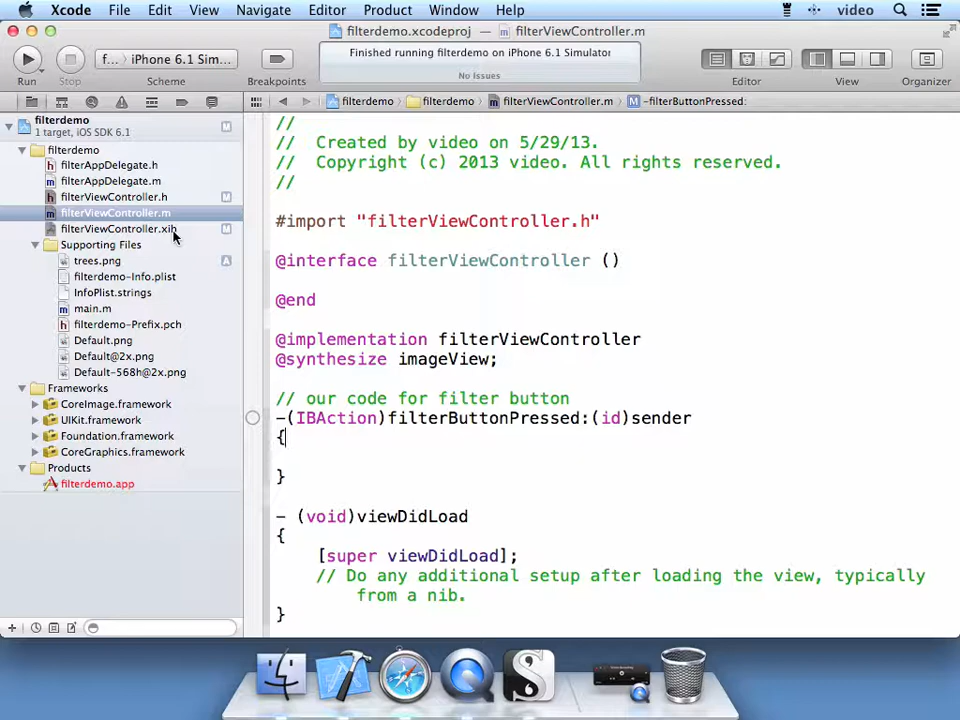 Xcode File Edit View Navigate Editor Product Window Help video
filterdemo.xcodeproj — filterViewController.m
f... iPhone 6.1 Sim...
Finished running filterdemo on iPhone 6.1 Simulator
No Issues
Run Stop Scheme Breakpoints Editor View Organizer
filterdemo filterdemo filterViewController.m M -filterButtonPressed:
filterdemo M
1 target, iOS SDK 6.1
filterdemo
h filterAppDelegate.h
m filterAppDelegate.m
h filterViewController.h M
m filterViewController.m
filterViewController.xib M
Supporting Files
trees.png A
filterdemo-Info.plist
InfoPlist.strings
m main.m
h filterdemo-Prefix.pch
Default.png
Default@2x.png
Default-568h@2x.png
Frameworks
CoreImage.framework
UIKit.framework
Foundation.framework
CoreGraphics.framework
Products
filterdemo.app
//
// Created by video on 5/29/13.
// Copyright (c) 2013 video. All rights reserved.
//
#import "filterViewController.h"
@interface filterViewController ()
@end
@implementation filterViewController
@synthesize imageView;
// our code for filter button
-(IBAction)filterButtonPressed:(id)sender
{
}
- (void)viewDidLoad
{
[super viewDidLoad];
// Do any additional setup after loading the view, typically
from a nib.
}